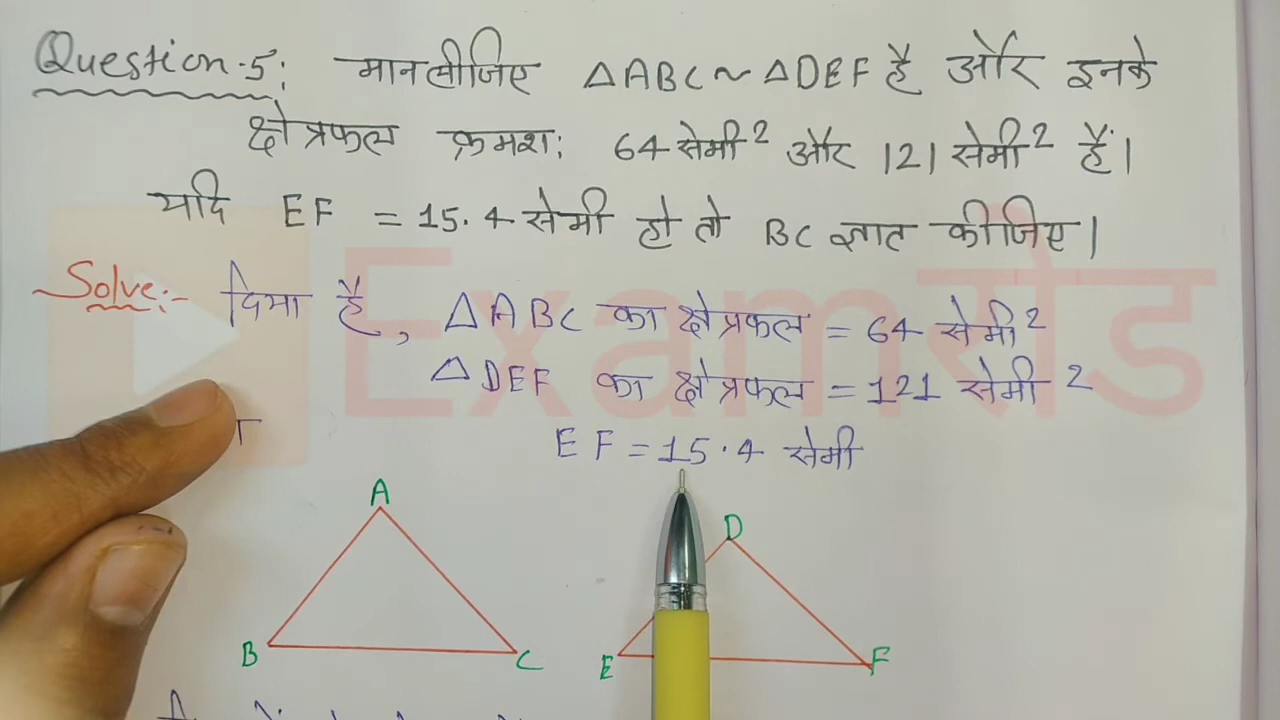 Question.5: मानलीजिए △ABC ~ △DEF है और इनके
क्षेत्रफल क्रमश: 64 सेमी² और 121 सेमी² हैं।
यदि EF = 15.4 सेमी हो तो BC ज्ञात कीजिए।
Solve:- दिया है, △ABC का क्षेत्रफल = 64 सेमी²
△DEF का क्षेत्रफल = 121 सेमी²
EF = 15.4 सेमी
A
D
B
C
E
F
Examरोड